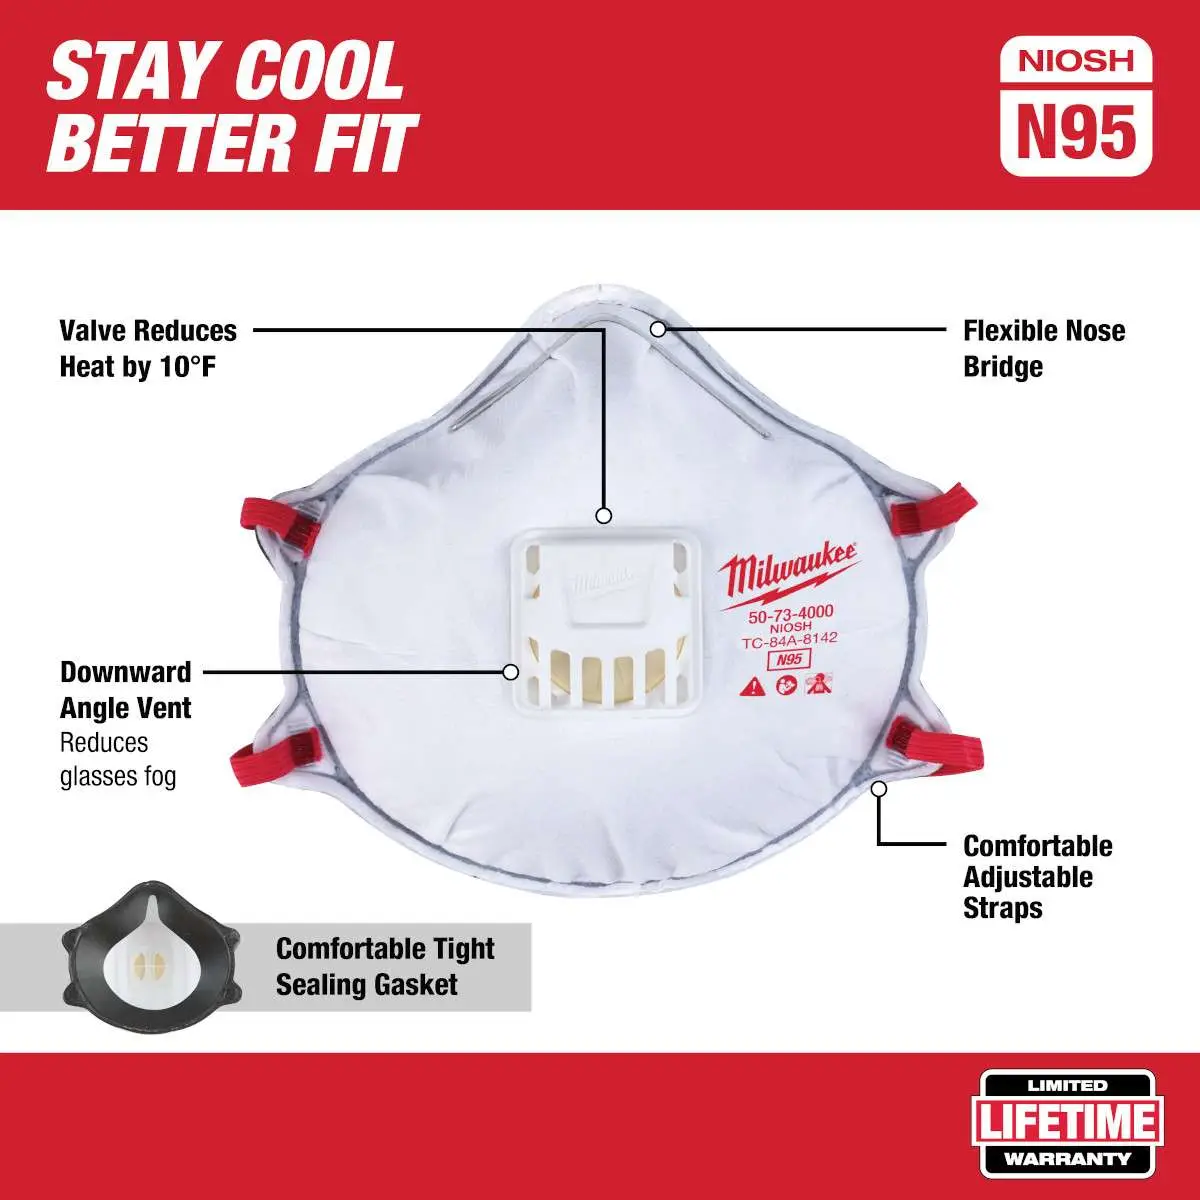 STAY COOL
BETTER FIT
NIOSH
N95
Valve Reduces
Heat by 10°F
Flexible Nose
Bridge
Milwaukee
Milwaukee®
50-73-4000
NIOSH
TC-84A-8142
N95
Downward
Angle Vent
Reduces
glasses fog
Comfortable
Adjustable
Straps
Comfortable Tight
Sealing Gasket
LIMITED
LIFETIME
WARRANTY